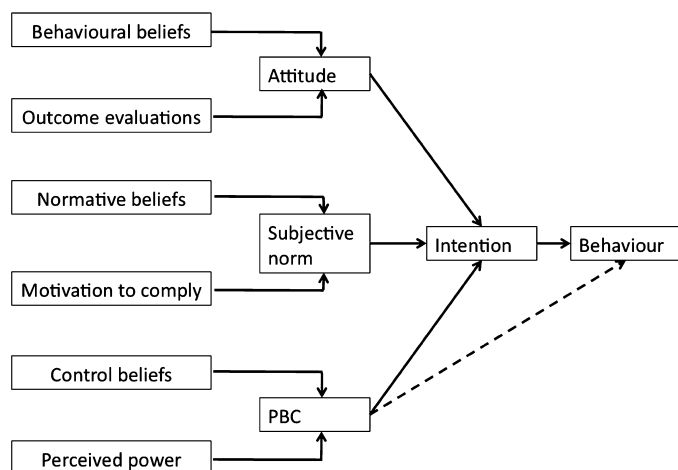 Behavioural beliefs
Attitude
Outcome evaluations
Normative beliefs
Subjective
norm
Intention
Behaviour
Motivation to comply
Control beliefs
PBC
Perceived power